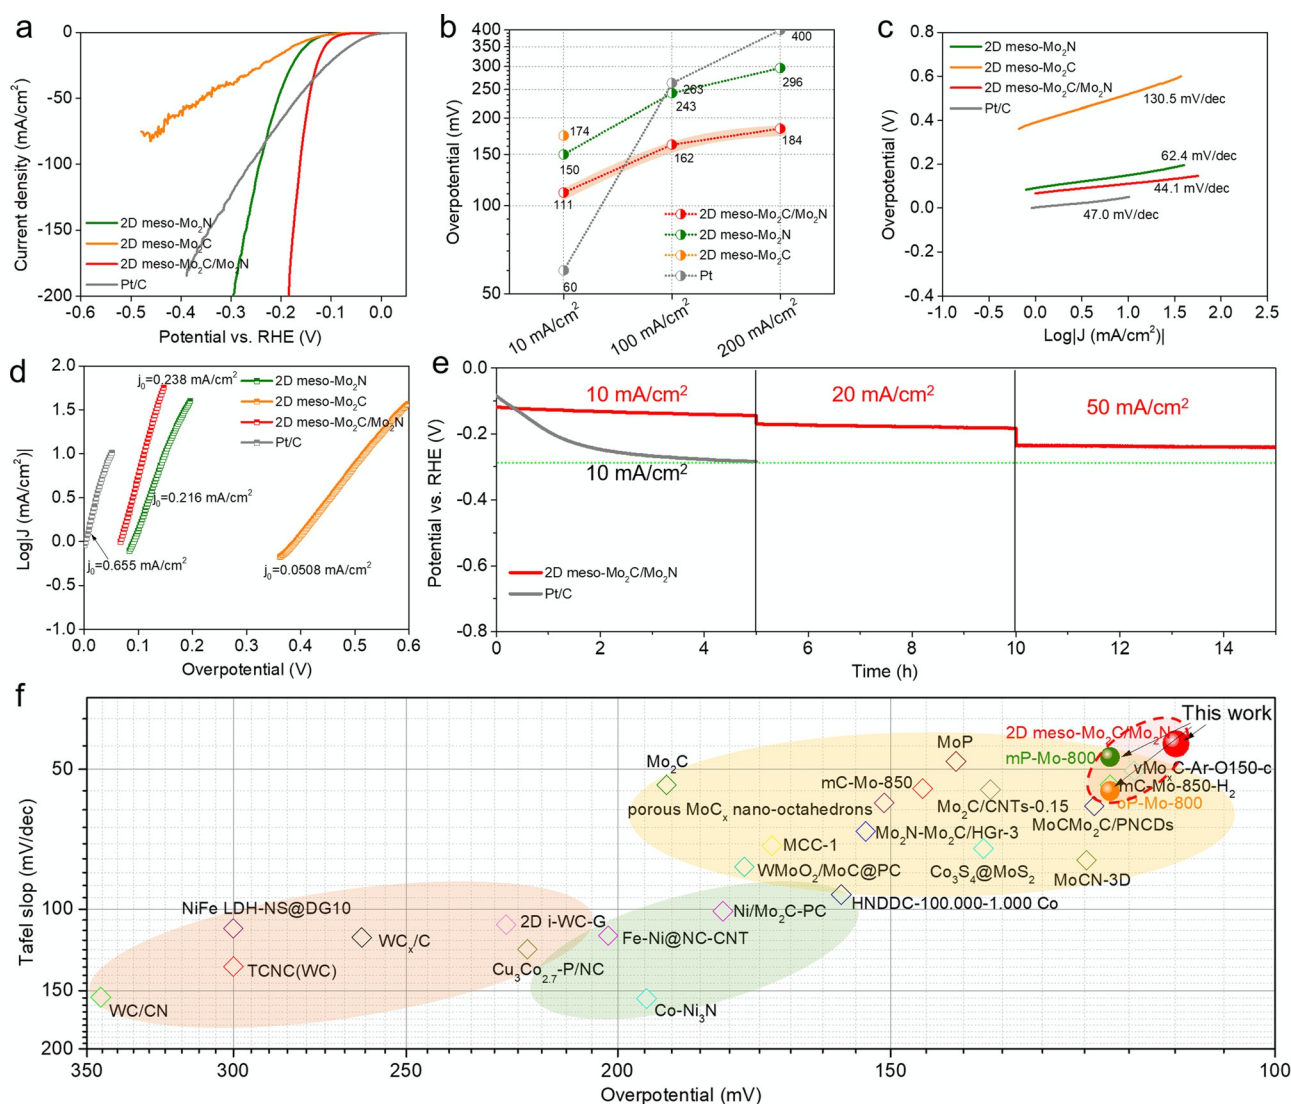 a
0
-50
-100
-150
-200
Current density (mA/cm²)
2D meso-Mo₂N
2D meso-Mo₂C
2D meso-Mo₂C/Mo₂N
Pt/C
-0.6 -0.5 -0.4 -0.3 -0.2 -0.1 0.0
Potential vs. RHE (V)
b
400
350
300
250
200
150
100
50
Overpotential (mV)
400
263
243
296
174
150
162
184
111
60
2D meso-Mo₂C/Mo₂N
2D meso-Mo₂N
2D meso-Mo₂C
Pt
10 mA/cm²
100 mA/cm²
200 mA/cm²
c
0.8
0.6
0.4
0.2
0.0
-0.2
-0.4
Overpotential (V)
2D meso-Mo₂N
2D meso-Mo₂C
2D meso-Mo₂C/Mo₂N
Pt/C
130.5 mV/dec
62.4 mV/dec
44.1 mV/dec
47.0 mV/dec
-1.0 -0.5 0.0 0.5 1.0 1.5 2.0 2.5
Log|J (mA/cm²)|
d
2.0
1.5
1.0
0.5
0.0
-0.5
-1.0
Log|J (mA/cm²)|
j₀=0.238 mA/cm²
2D meso-Mo₂N
2D meso-Mo₂C
2D meso-Mo₂C/Mo₂N
Pt/C
j₀=0.216 mA/cm²
j₀=0.655 mA/cm²
j₀=0.0508 mA/cm²
0.0 0.1 0.2 0.3 0.4 0.5 0.6
Overpotential (V)
e
0.0
-0.2
-0.4
-0.6
-0.8
Potential vs. RHE (V)
10 mA/cm²
20 mA/cm²
50 mA/cm²
10 mA/cm²
2D meso-Mo₂C/Mo₂N
Pt/C
0 2 4 6 8 10 12 14
Time (h)
f
50
100
150
200
Tafel slop (mV/dec)
This work
2D meso-Mo₂C/Mo₂N
MoP
mP-Mo-800
Mo₂C
vMoₓC-Ar-O150-c
mC-Mo-850
mC-Mo-850-H₂
porous MoCₓ nano-octahedrons
Mo₂C/CNTs-0.15
oP-Mo-800
MoCMo₂C/PNCDs
Mo₂N-Mo₂C/HGr-3
MCC-1
WMoO₂/MoC@PC
Co₃S₄@MoS₂
MoCN-3D
HNDDC-100.000-1.000 Co
NiFe LDH-NS@DG10
Ni/Mo₂C-PC
2D i-WC-G
WCₓ/C
Fe-Ni@NC-CNT
TCNC(WC)
Cu₃Co₂.₇-P/NC
WC/CN
Co-Ni₃N
350 300 250 200 150 100
Overpotential (mV)